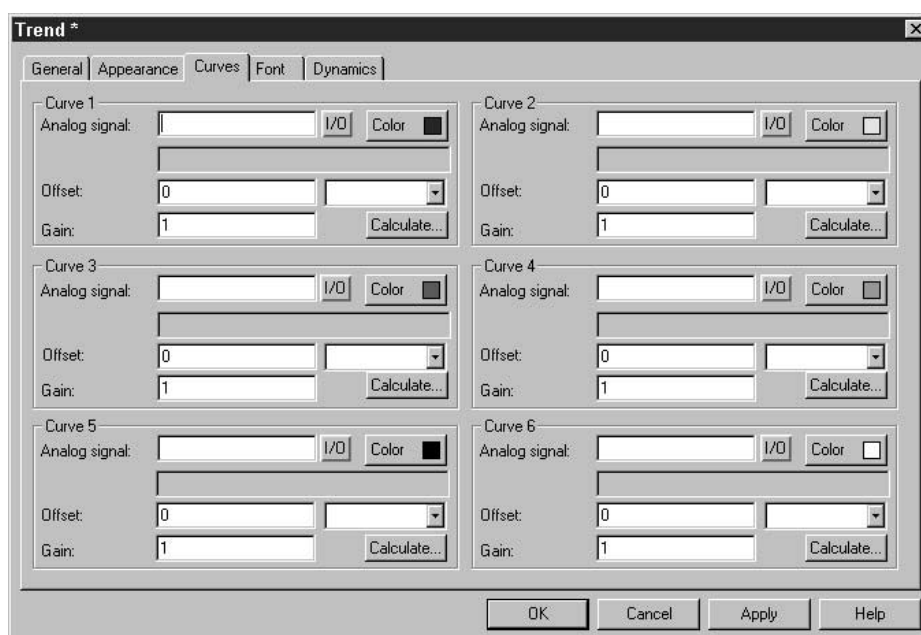 Trend *
General Appearance Curves Font Dynamics
Curve 1
Analog signal: I/O Color
Offset: 0
Gain: 1 Calculate...
Curve 2
Analog signal: I/O Color
Offset: 0
Gain: 1 Calculate...
Curve 3
Analog signal: I/O Color
Offset: 0
Gain: 1 Calculate...
Curve 4
Analog signal: I/O Color
Offset: 0
Gain: 1 Calculate...
Curve 5
Analog signal: I/O Color
Offset: 0
Gain: 1 Calculate...
Curve 6
Analog signal: I/O Color
Offset: 0
Gain: 1 Calculate...
OK Cancel Apply Help